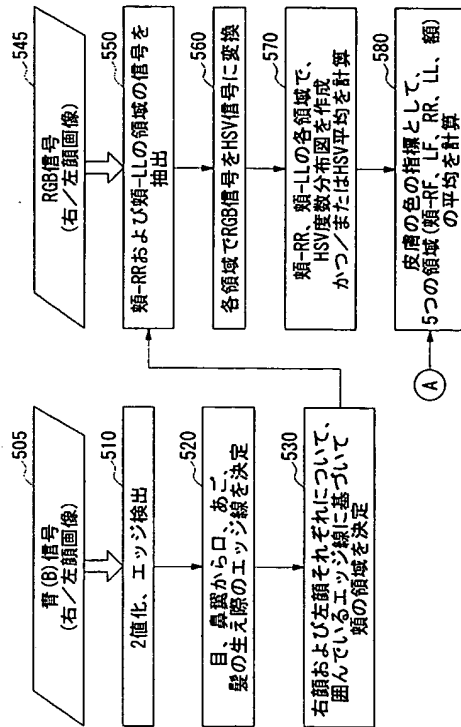 505
青(B)信号
(右／左顔画像)
510
2値化、エッジ検出
520
目、鼻翼から口、あご、
髪の生え際のエッジ線を決定
530
右顔および左顔それぞれについて、
囲んでいるエッジ線に基づいて
頬の領域を決定
545
RGB信号
(右／左顔画像)
550
頬-RRおよび頬-LLの領域の信号を
抽出
560
各領域でRGB信号をHSV信号に変換
570
頬-RR、頬-LLの各領域で、
HSV度数分布図を作成
かつ／またはHSV平均を計算
580
皮膚の色の指標として、
5つの領域(頬-RF、LF、RR、LL、額)
の平均を計算
A